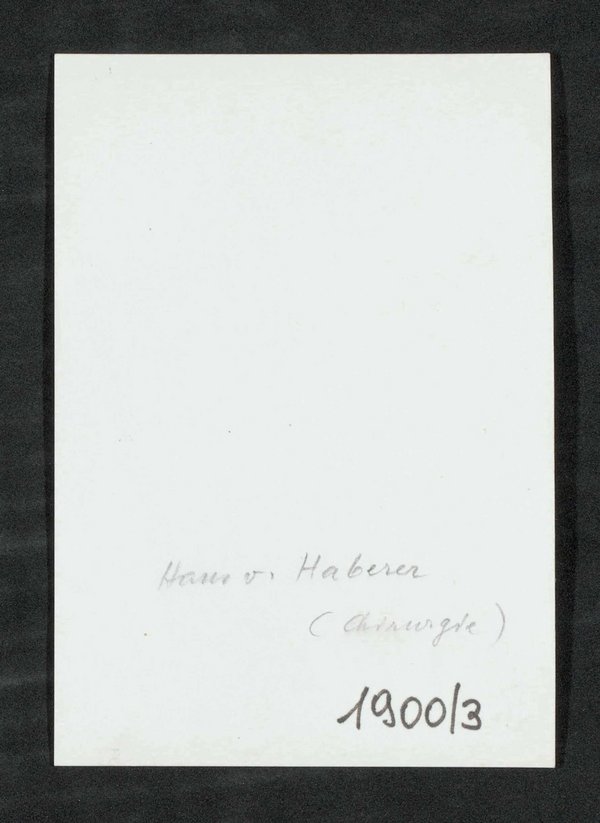 Hans v. Haberer
(Chirurgie)
1900/3